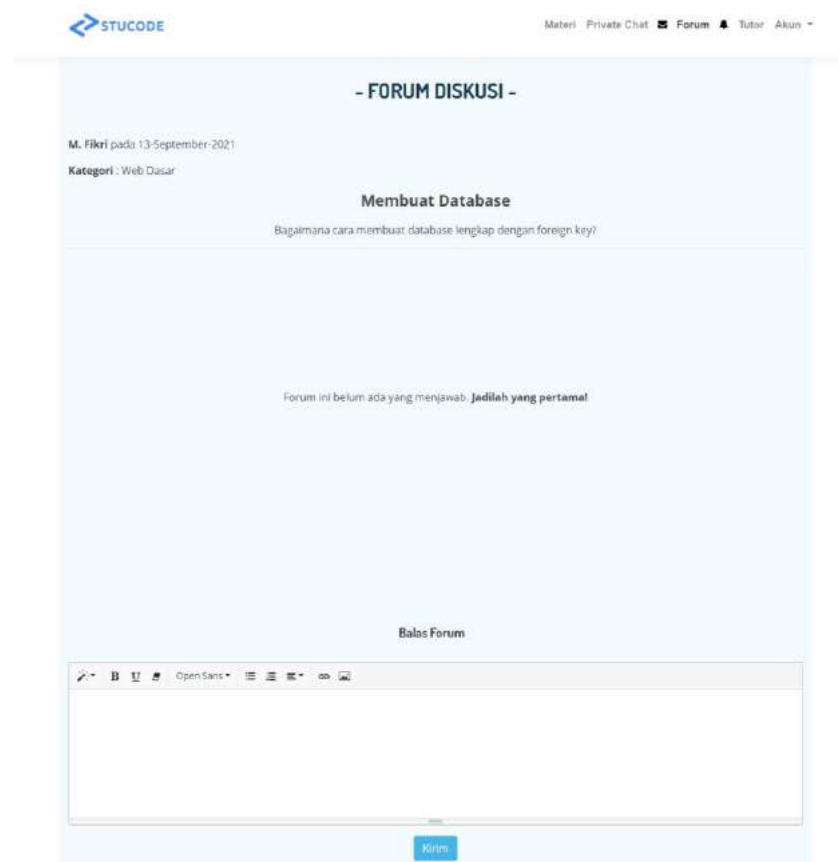 STUCODE
Materi Private Chat Forum Tutor Akun
- FORUM DISKUSI -
M. Fikri pada 13-September-2021
Kategori : Web Dasar
Membuat Database
Bagaimana cara membuat database lengkap dengan foreign key?
Forum ini belum ada yang menjawab. Jadilah yang pertama!
Balas Forum
B U Open Sans
Kirim